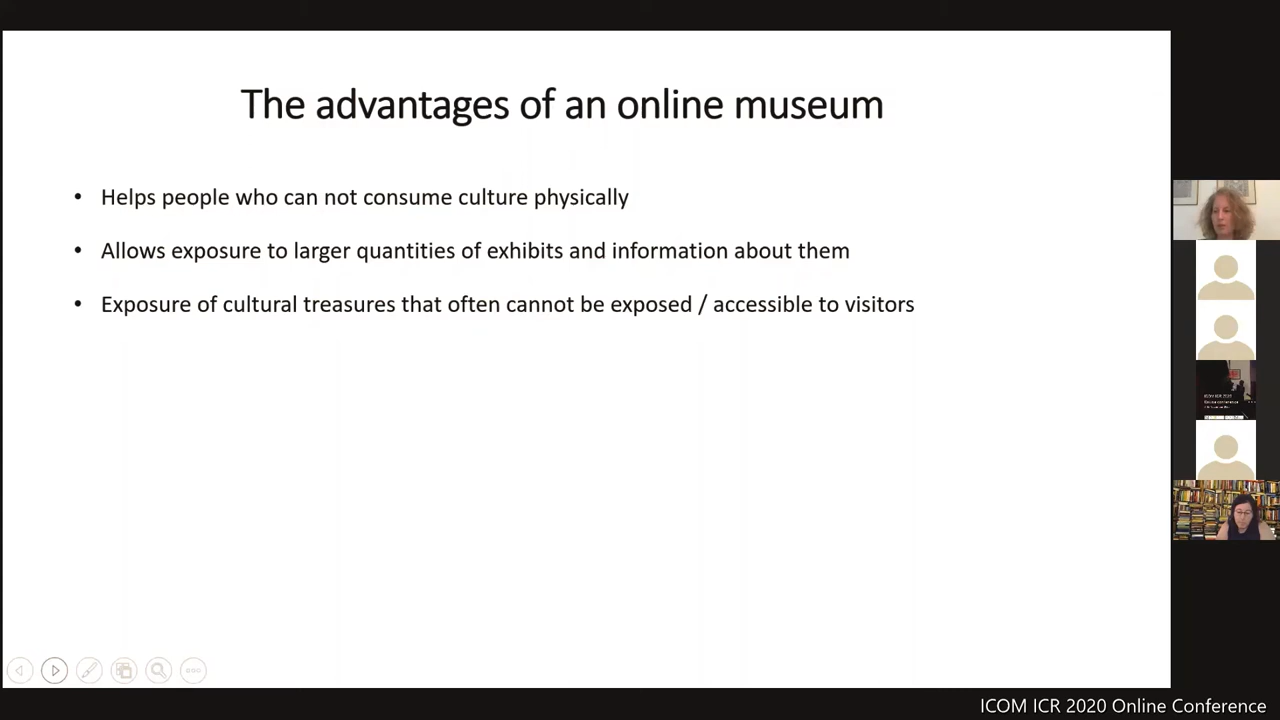 The advantages of an online museum
• Helps people who can not consume culture physically
• Allows exposure to larger quantities of exhibits and information about them
• Exposure of cultural treasures that often cannot be exposed / accessible to visitors
ICOM ICR 2020 Online Conference